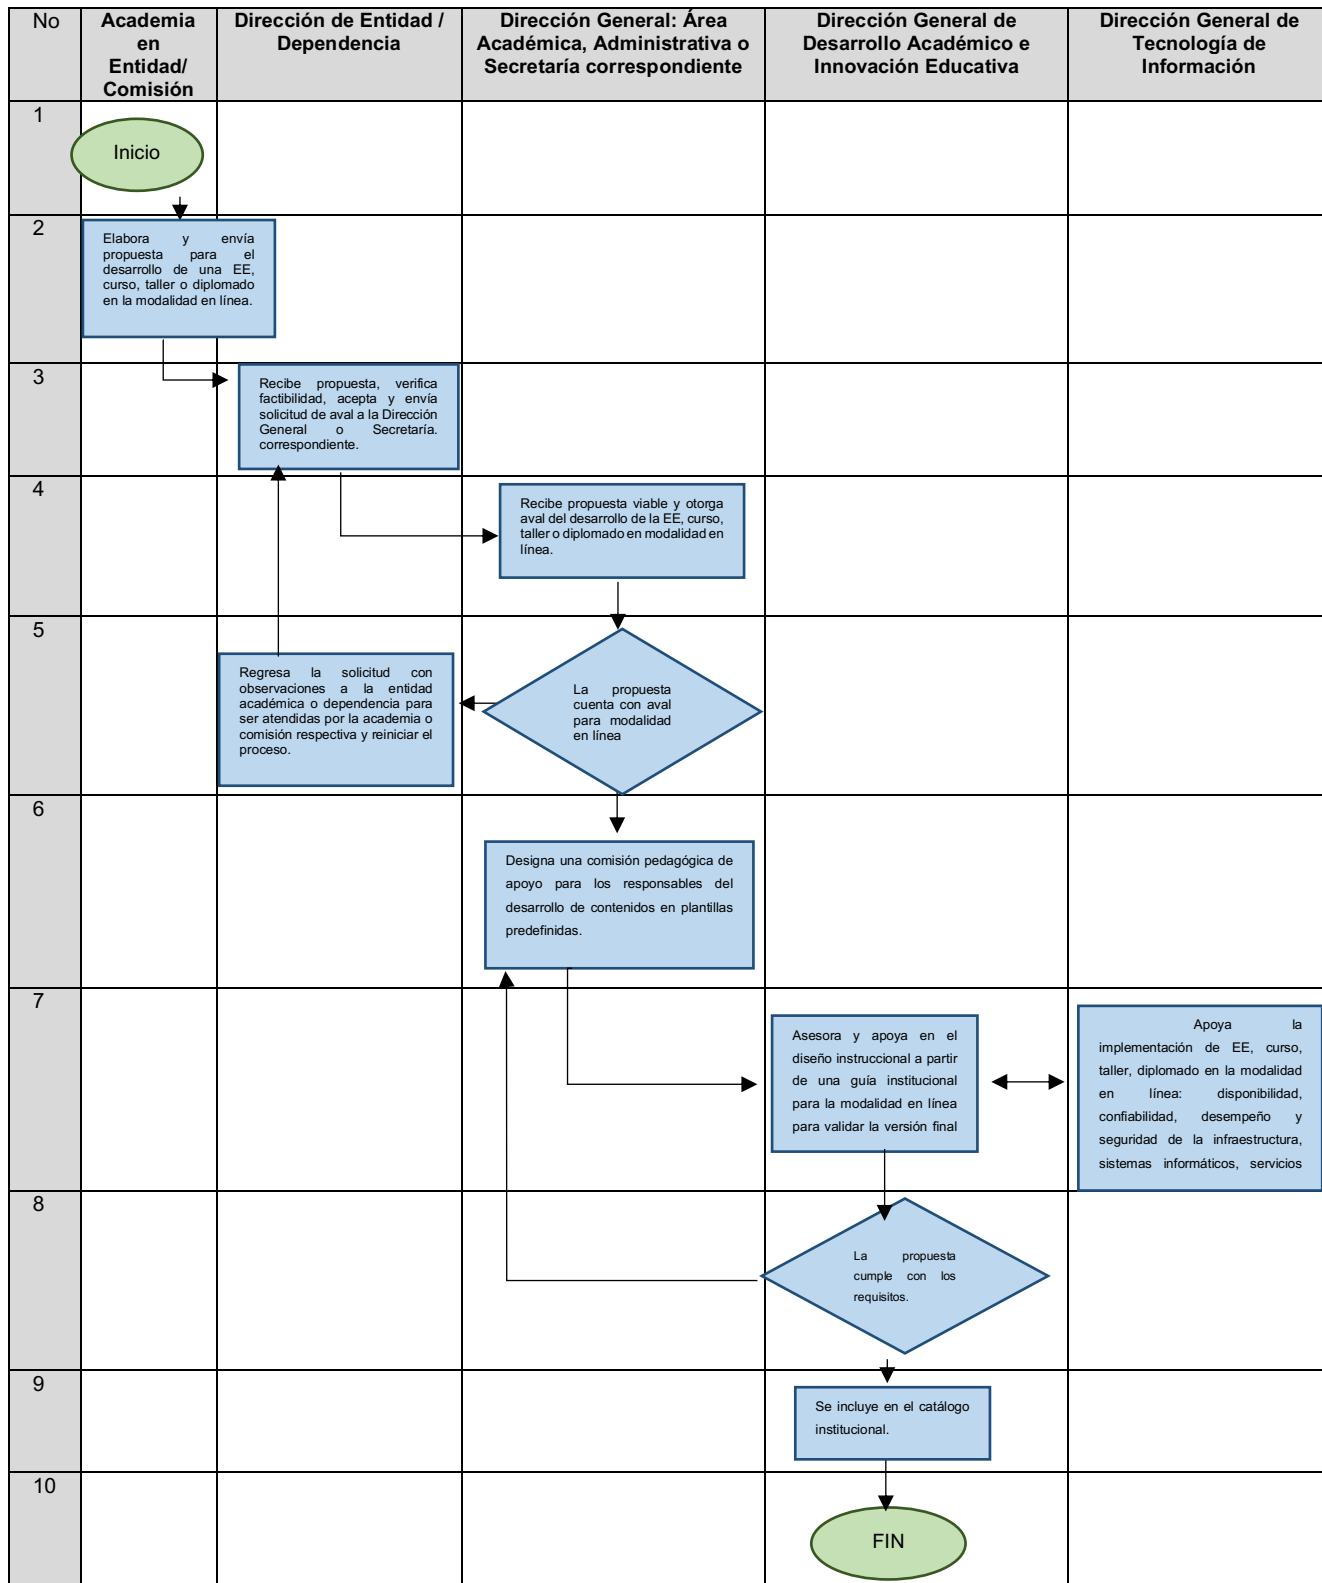 No
Academia
en
Entidad/
Comisión
Dirección de Entidad /
Dependencia
Dirección General: Área
Académica, Administrativa o
Secretaría correspondiente
Dirección General de
Desarrollo Académico e
Innovación Educativa
Dirección General de
Tecnología de
Información
1
Inicio
2
Elabora y envía
propuesta para el
desarrollo de una EE,
curso, taller o diplomado
en la modalidad en línea.
3
Recibe propuesta, verifica
factibilidad, acepta y envía
solicitud de aval a la Dirección
General o Secretaría.
correspondiente.
4
Recibe propuesta viable y otorga
aval del desarrollo de la EE, curso,
taller o diplomado en modalidad en
línea.
5
Regresa la solicitud con
observaciones a la entidad
académica o dependencia para
ser atendidas por la academia o
comisión respectiva y reiniciar el
proceso.
La propuesta
cuenta con aval
para modalidad
en línea
6
Designa una comisión pedagógica de
apoyo para los responsables del
desarrollo de contenidos en plantillas
predefinidas.
7
Asesora y apoya en el
diseño instruccional a partir
de una guía institucional
para la modalidad en línea
para validar la versión final
Apoya la
implementación de EE, curso,
taller, diplomado en la modalidad
en línea: disponibilidad,
confiabilidad, desempeño y
seguridad de la infraestructura,
sistemas informáticos, servicios
8
La propuesta
cumple con los
requisitos.
9
Se incluye en el catálogo
institucional.
10
FIN